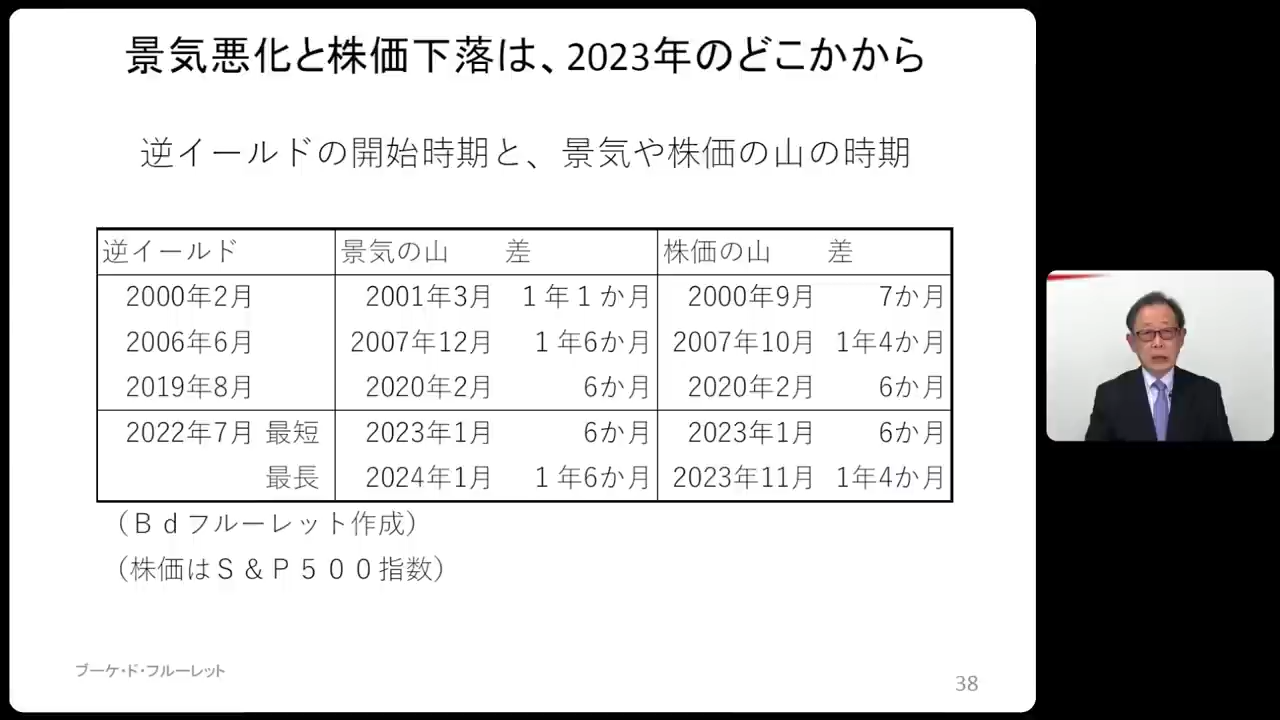 景気悪化と株価下落は、2023年のどこかから
逆イールドの開始時期と、景気や株価の山の時期
逆イールド 景気の山 差 株価の山 差
2000年2月 2001年3月 1年1か月 2000年9月 7か月
2006年6月 2007年12月 1年6か月 2007年10月 1年4か月
2019年8月 2020年2月 6か月 2020年2月 6か月
2022年7月 最短 2023年1月 6か月 2023年1月 6か月
最長 2024年1月 1年6か月 2023年11月 1年4か月
（Ｂｄフルーレット作成）
（株価はＳ＆Ｐ５００指数）
ブーケ・ド・フルーレット
38